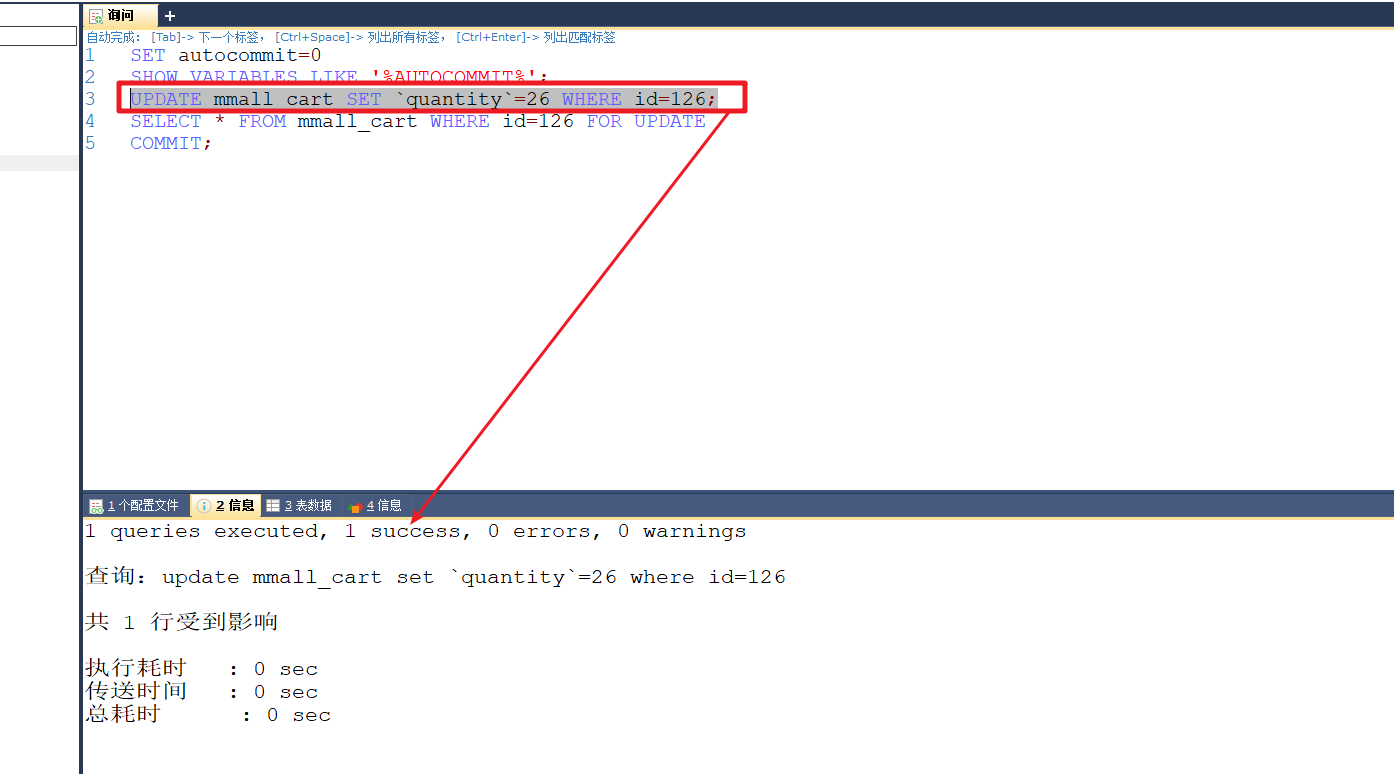 询问 +
自动完成: [Tab]-> 下一个标签, [Ctrl+Space]-> 列出所有标签, [Ctrl+Enter]-> 列出匹配标签
1 SET autocommit=0
2 SHOW VARIABLES LIKE '%AUTOCOMMIT%';
3 UPDATE mmall_cart SET `quantity`=26 WHERE id=126;
4 SELECT * FROM mmall_cart WHERE id=126 FOR UPDATE
5 COMMIT;
1 个配置文件 2 信息 3 表数据 4 信息
1 queries executed, 1 success, 0 errors, 0 warnings
查询：update mmall_cart set `quantity`=26 where id=126
共 1 行受到影响
执行耗时 : 0 sec
传送时间 : 0 sec
总耗时 : 0 sec